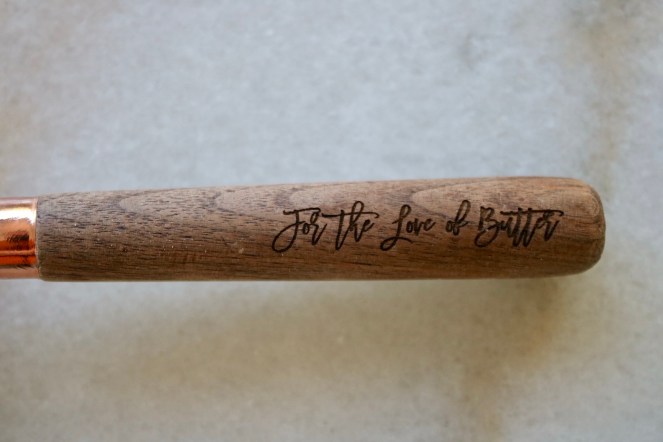 For the Love of Butter